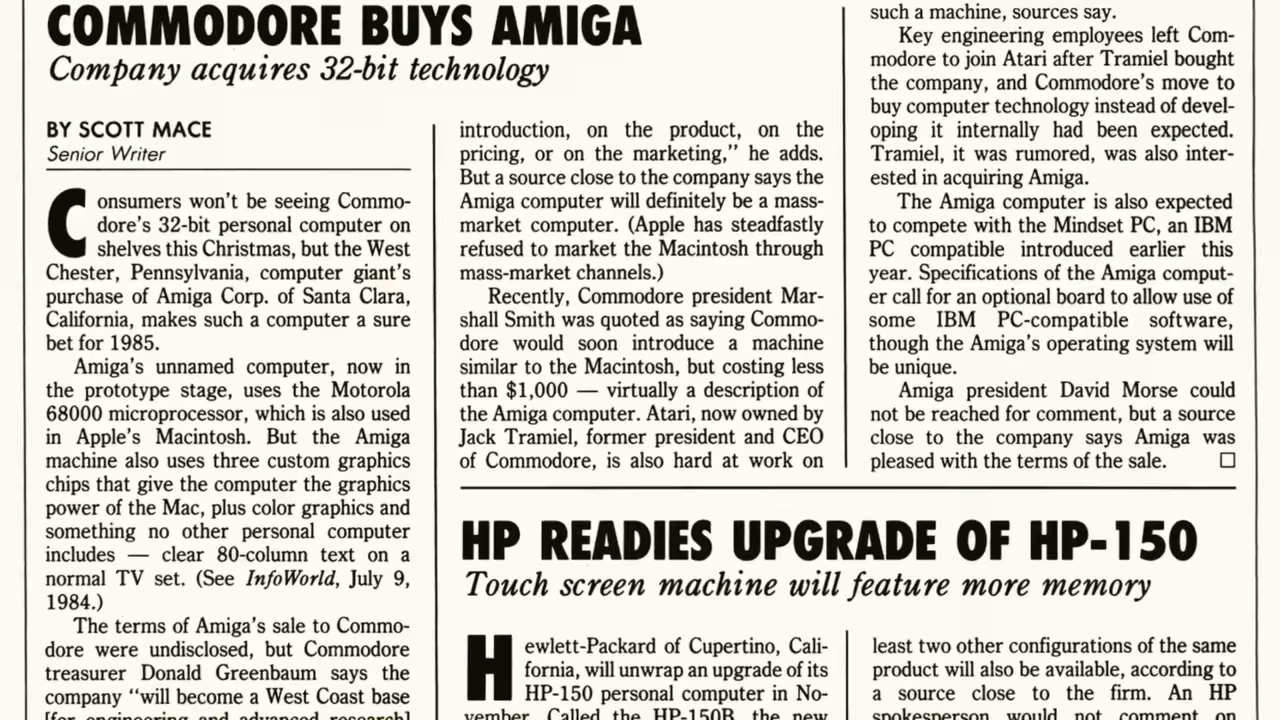 COMMODORE BUYS AMIGA
Company acquires 32-bit technology
BY SCOTT MACE
Senior Writer
Consumers won't be seeing Commo-
dore's 32-bit personal computer on
shelves this Christmas, but the West
Chester, Pennsylvania, computer giant's
purchase of Amiga Corp. of Santa Clara,
California, makes such a computer a sure
bet for 1985.
Amiga's unnamed computer, now in
the prototype stage, uses the Motorola
68000 microprocessor, which is also used
in Apple's Macintosh. But the Amiga
machine also uses three custom graphics
chips that give the computer the graphics
power of the Mac, plus color graphics and
something no other personal computer
includes — clear 80-column text on a
normal TV set. (See InfoWorld, July 9,
1984.)
The terms of Amiga's sale to Commo-
dore were undisclosed, but Commodore
treasurer Donald Greenbaum says the
company “will become a West Coast base
[for engineering and advanced research]
introduction, on the product, on the
pricing, or on the marketing,” he adds.
But a source close to the company says the
Amiga computer will definitely be a mass-
market computer. (Apple has steadfastly
refused to market the Macintosh through
mass-market channels.)
Recently, Commodore president Mar-
shall Smith was quoted as saying Commo-
dore would soon introduce a machine
similar to the Macintosh, but costing less
than $1,000 — virtually a description of
the Amiga computer. Atari, now owned by
Jack Tramiel, former president and CEO
of Commodore, is also hard at work on
such a machine, sources say.
Key engineering employees left Com-
modore to join Atari after Tramiel bought
the company, and Commodore's move to
buy computer technology instead of devel-
oping it internally had been expected.
Tramiel, it was rumored, was also inter-
ested in acquiring Amiga.
The Amiga computer is also expected
to compete with the Mindset PC, an IBM
PC compatible introduced earlier this
year. Specifications of the Amiga comput-
er call for an optional board to allow use of
some IBM PC-compatible software,
though the Amiga's operating system will
be unique.
Amiga president David Morse could
not be reached for comment, but a source
close to the company says Amiga was
pleased with the terms of the sale. □
HP READIES UPGRADE OF HP-150
Touch screen machine will feature more memory
Hewlett-Packard of Cupertino, Cali-
fornia, will unwrap an upgrade of its
HP-150 personal computer in No-
vember. Called the HP-150B, the new
least two other configurations of the same
product will also be available, according to
a source close to the firm. An HP
spokesperson would not comment on